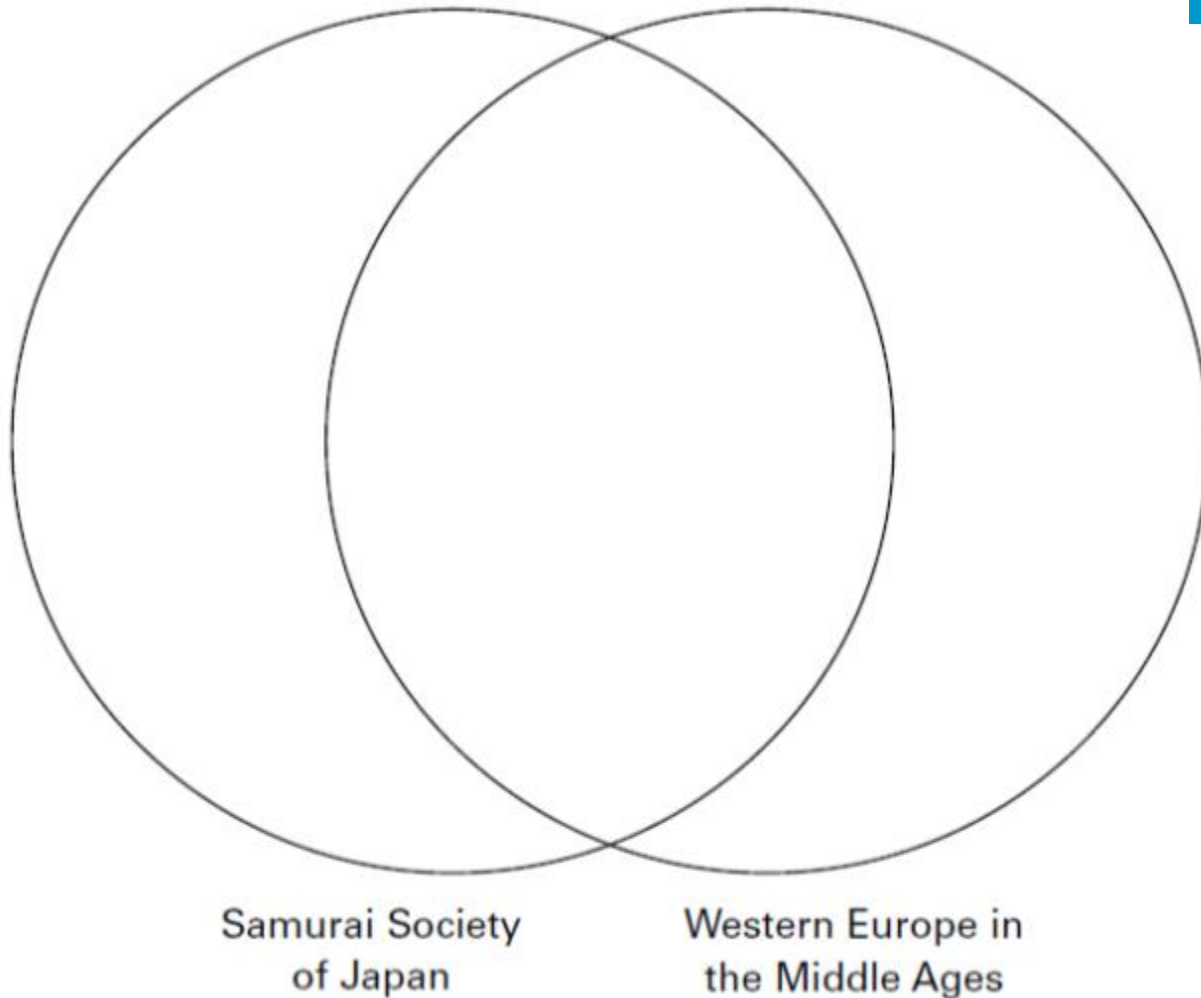 Samurai Society
of Japan
Western Europe in
the Middle Ages